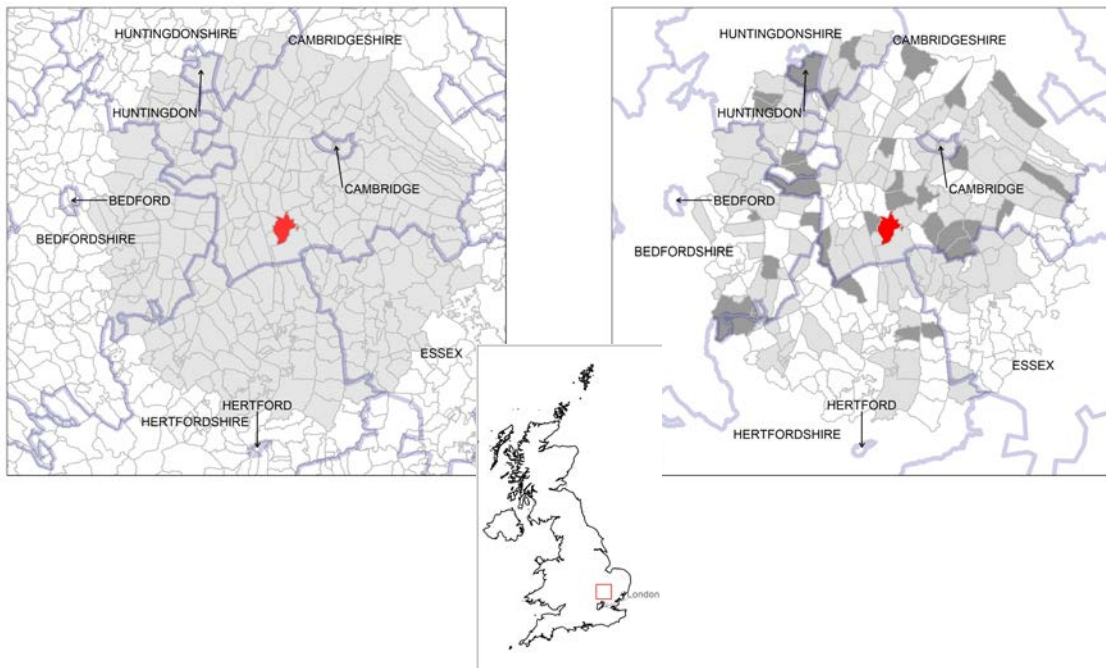 HUNTINGDONSHIRE
CAMBRIDGESHIRE
HUNTINGDON
CAMBRIDGE
BEDFORD
BEDFORDSHIRE
ESSEX
HERTFORD
HERTFORDSHIRE
HUNTINGDONSHIRE
CAMBRIDGESHIRE
HUNTINGDON
CAMBRIDGE
BEDFORD
BEDFORDSHIRE
ESSEX
HERTFORD
HERTFORDSHIRE
London